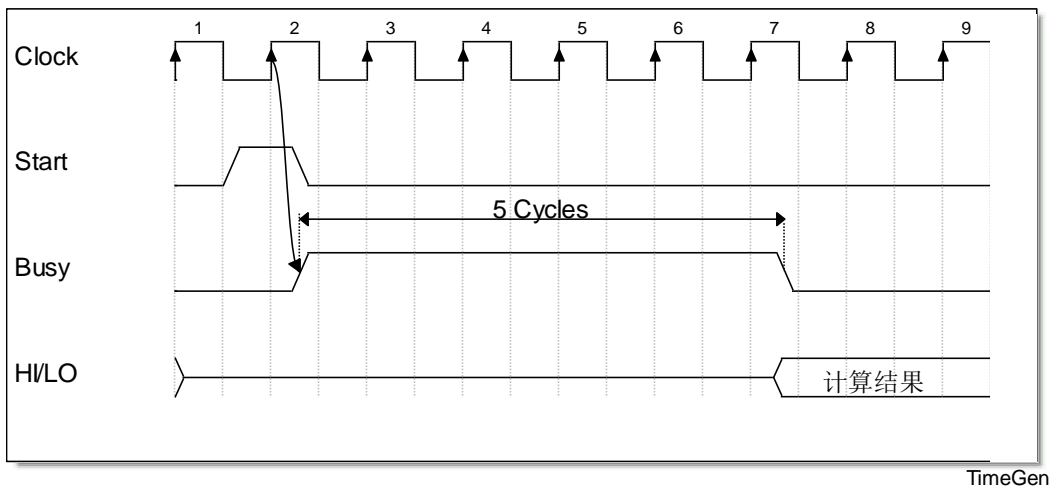 1 2 3 4 5 6 7 8 9
Clock
Start
5 Cycles
Busy
HI/LO
计算结果
TimeGen